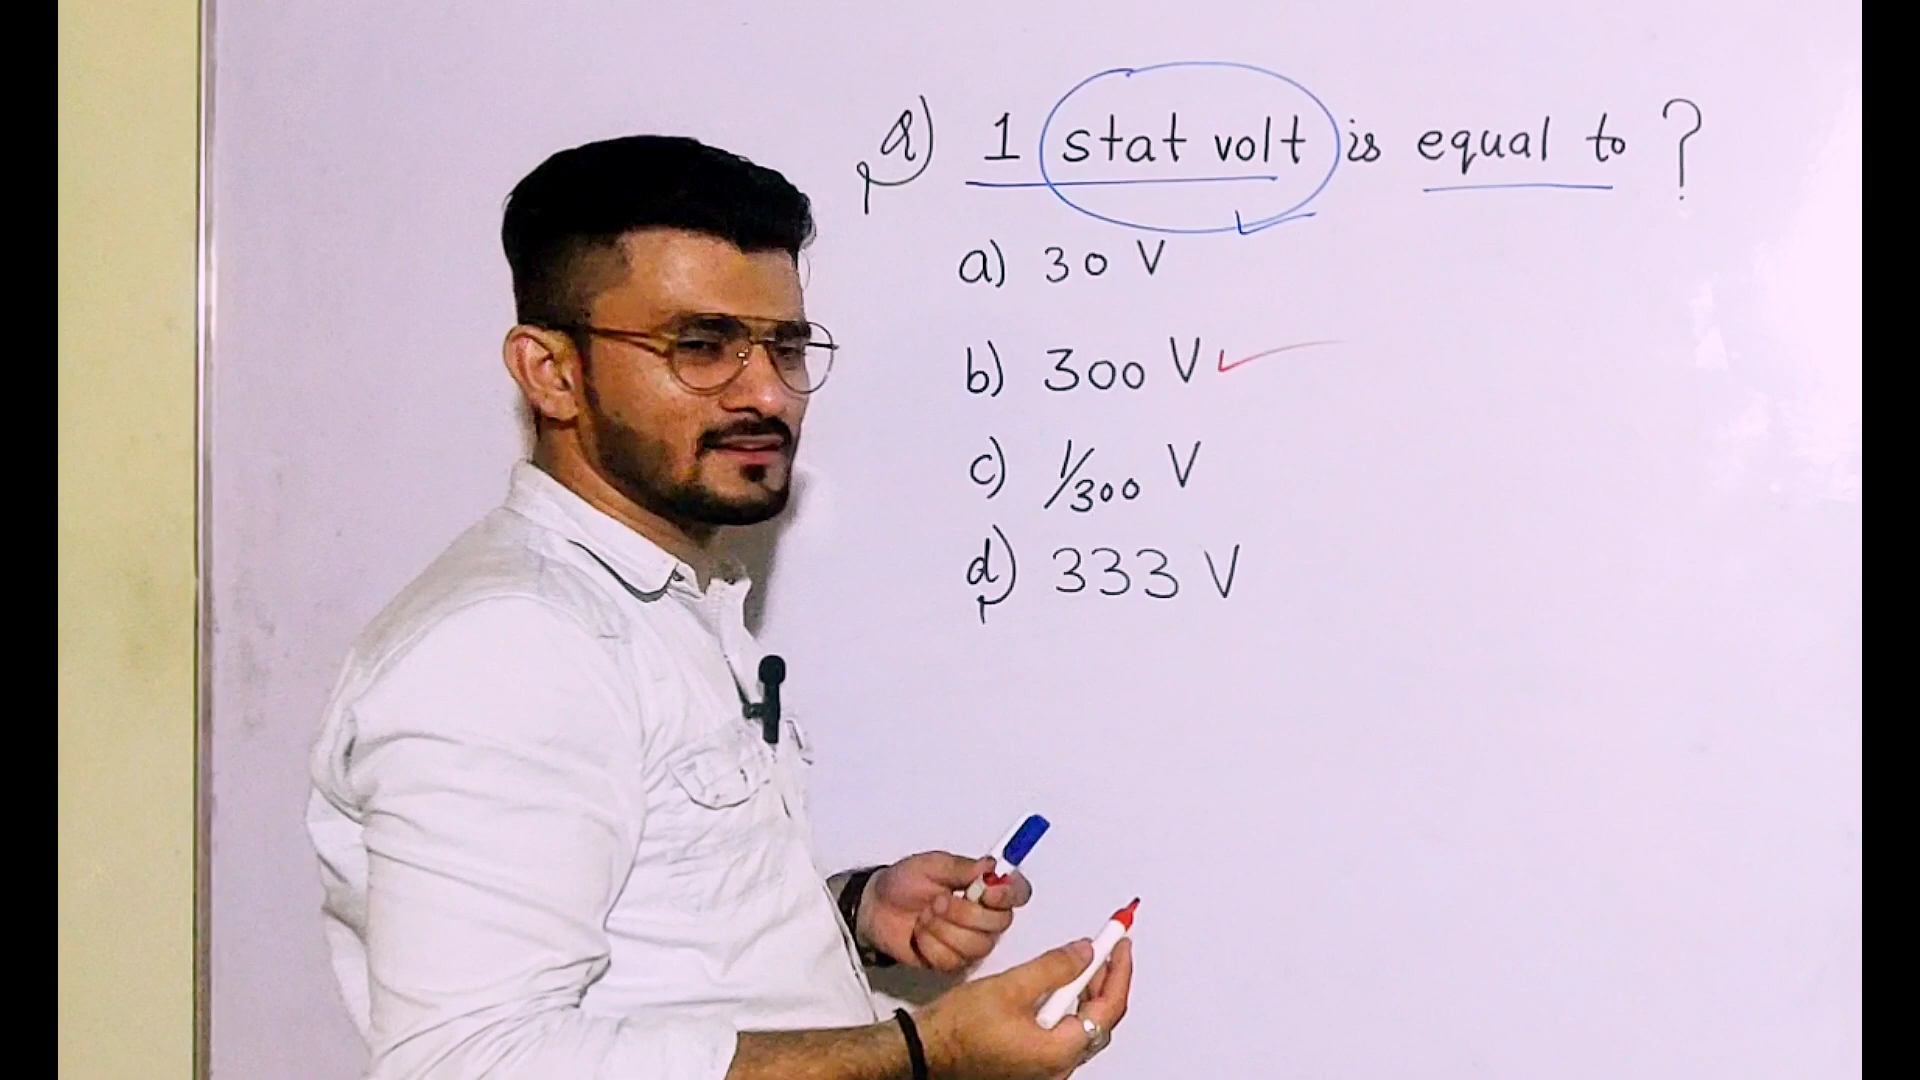 Q) 1 stat volt is equal to ?
a) 30 V
b) 300 V
c) 1/300 V
d) 333 V